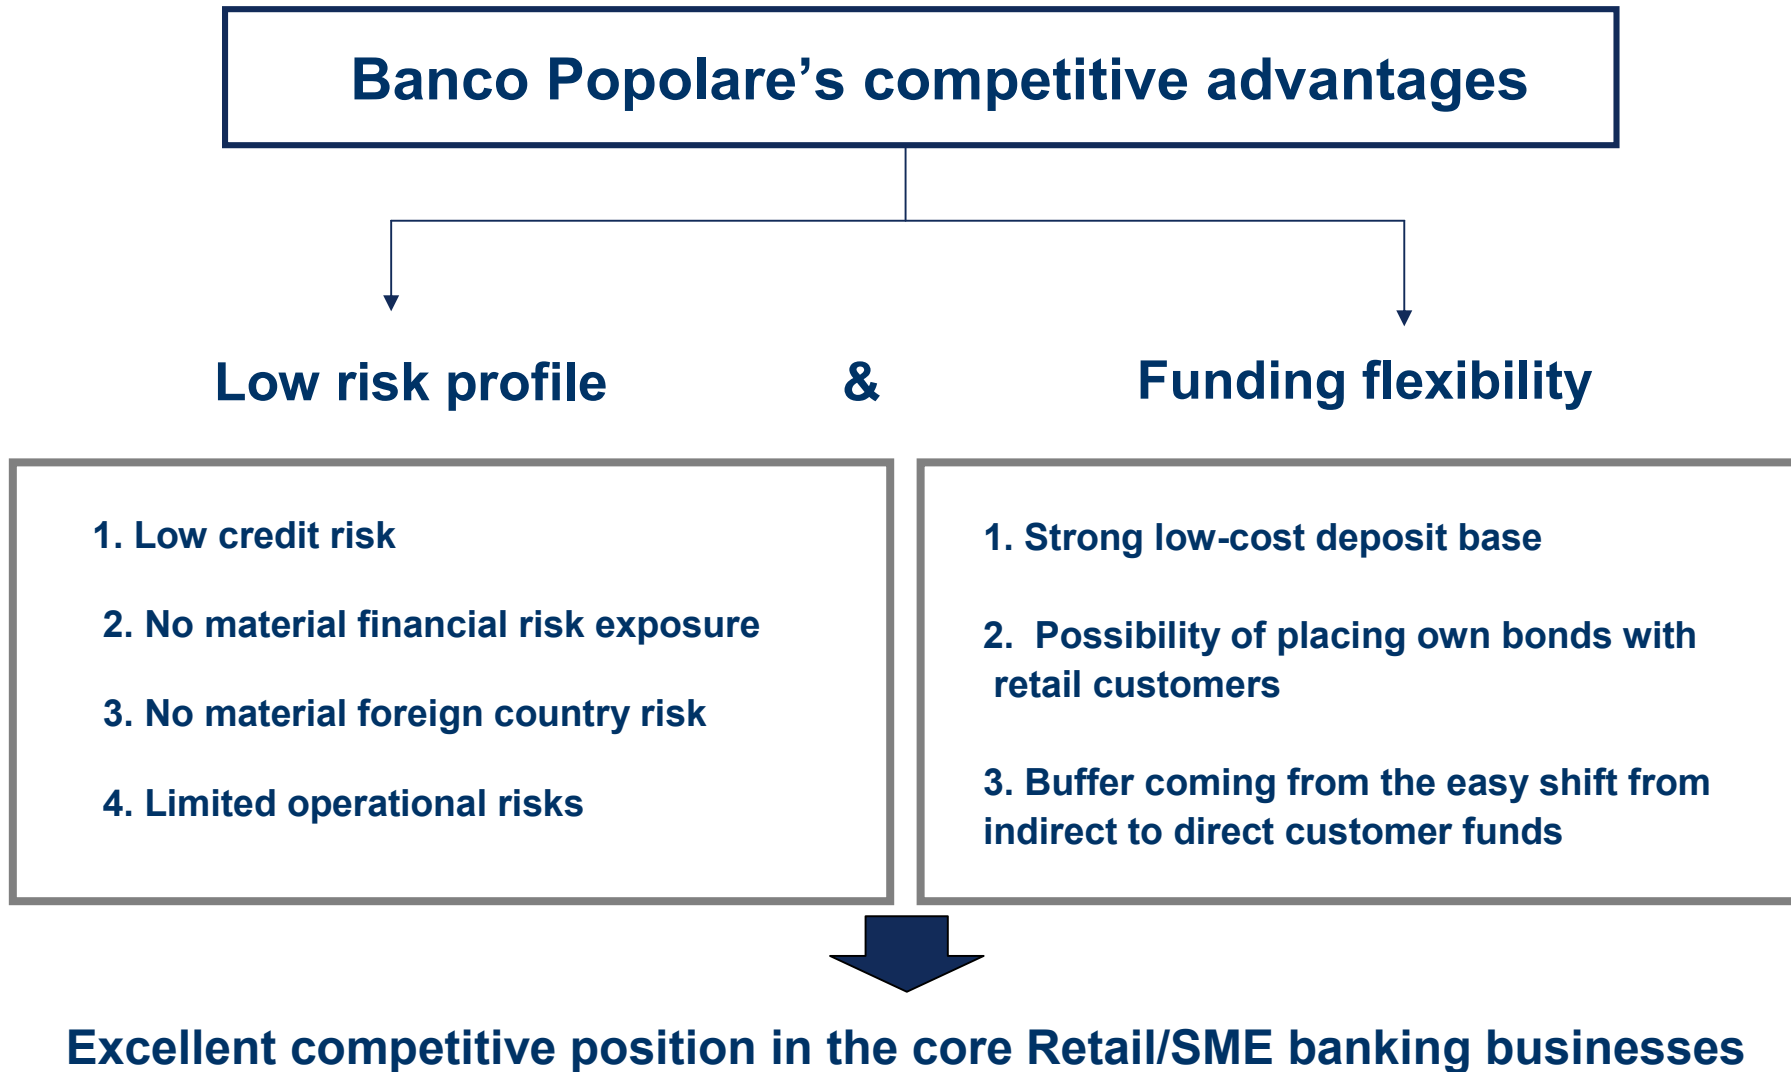 Banco Popolare’s competitive advantages
Low risk profile & Funding flexibility
1. Low credit risk
2. No material financial risk exposure
3. No material foreign country risk
4. Limited operational risks
1. Strong low-cost deposit base
2. Possibility of placing own bonds with
retail customers
3. Buffer coming from the easy shift from
indirect to direct customer funds
Excellent competitive position in the core Retail/SME banking businesses